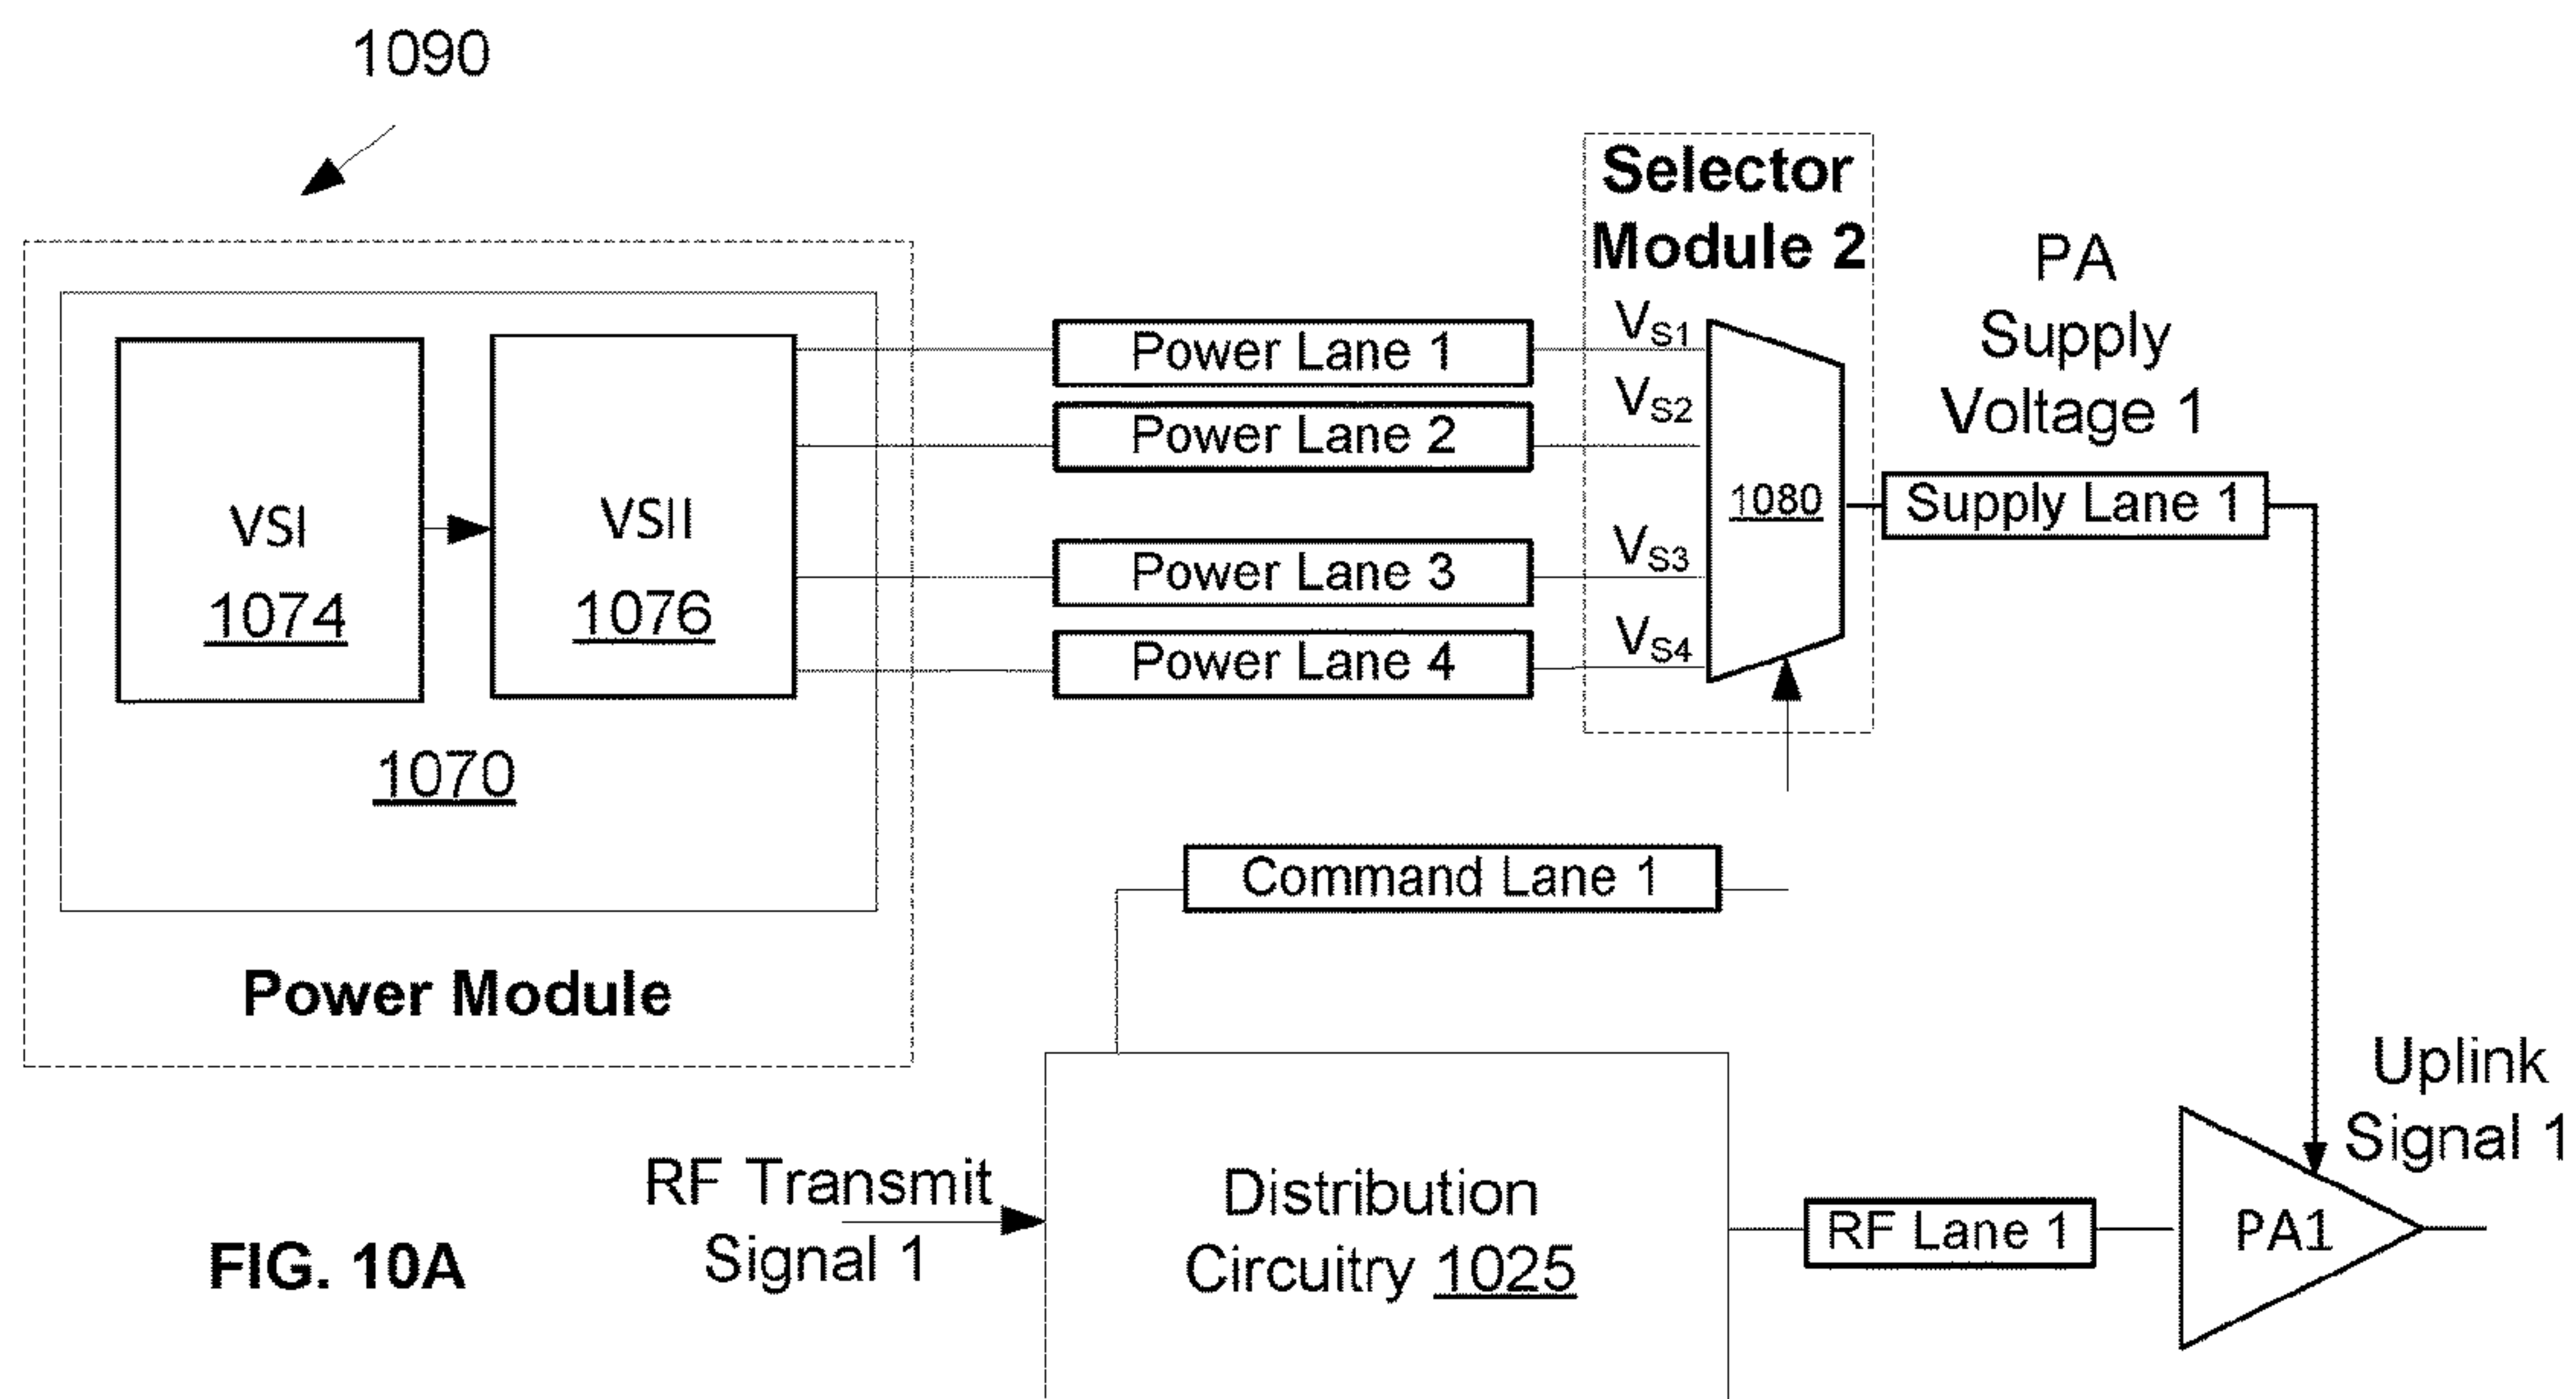 1090
Selector
Module 2
PA
Supply
Voltage 1
Power Lane 1
Power Lane 2
Power Lane 3
Power Lane 4
VS1
VS2
VS3
VS4
1080
Supply Lane 1
VSI
1074
VSII
1076
1070
Power Module
Command Lane 1
RF Transmit
Signal 1
Distribution
Circuitry 1025
RF Lane 1
PA1
Uplink
Signal 1
FIG. 10A